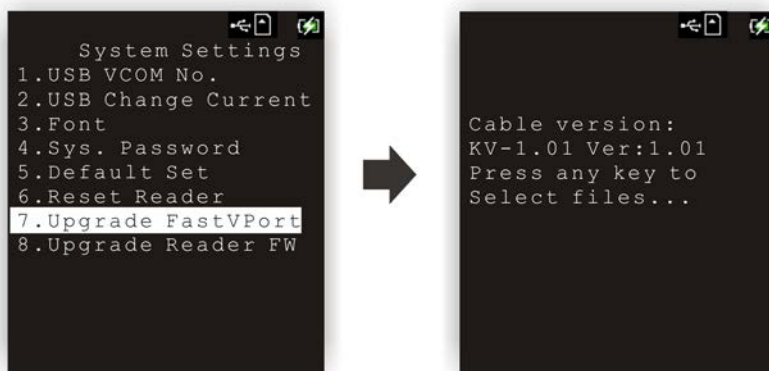 System Settings
1.USB VCOM No.
2.USB Change Current
3.Font
4.Sys. Password
5.Default Set
6.Reset Reader
7.Upgrade FastVPort
8.Upgrade Reader FW
Cable version:
KV-1.01 Ver:1.01
Press any key to
Select files...